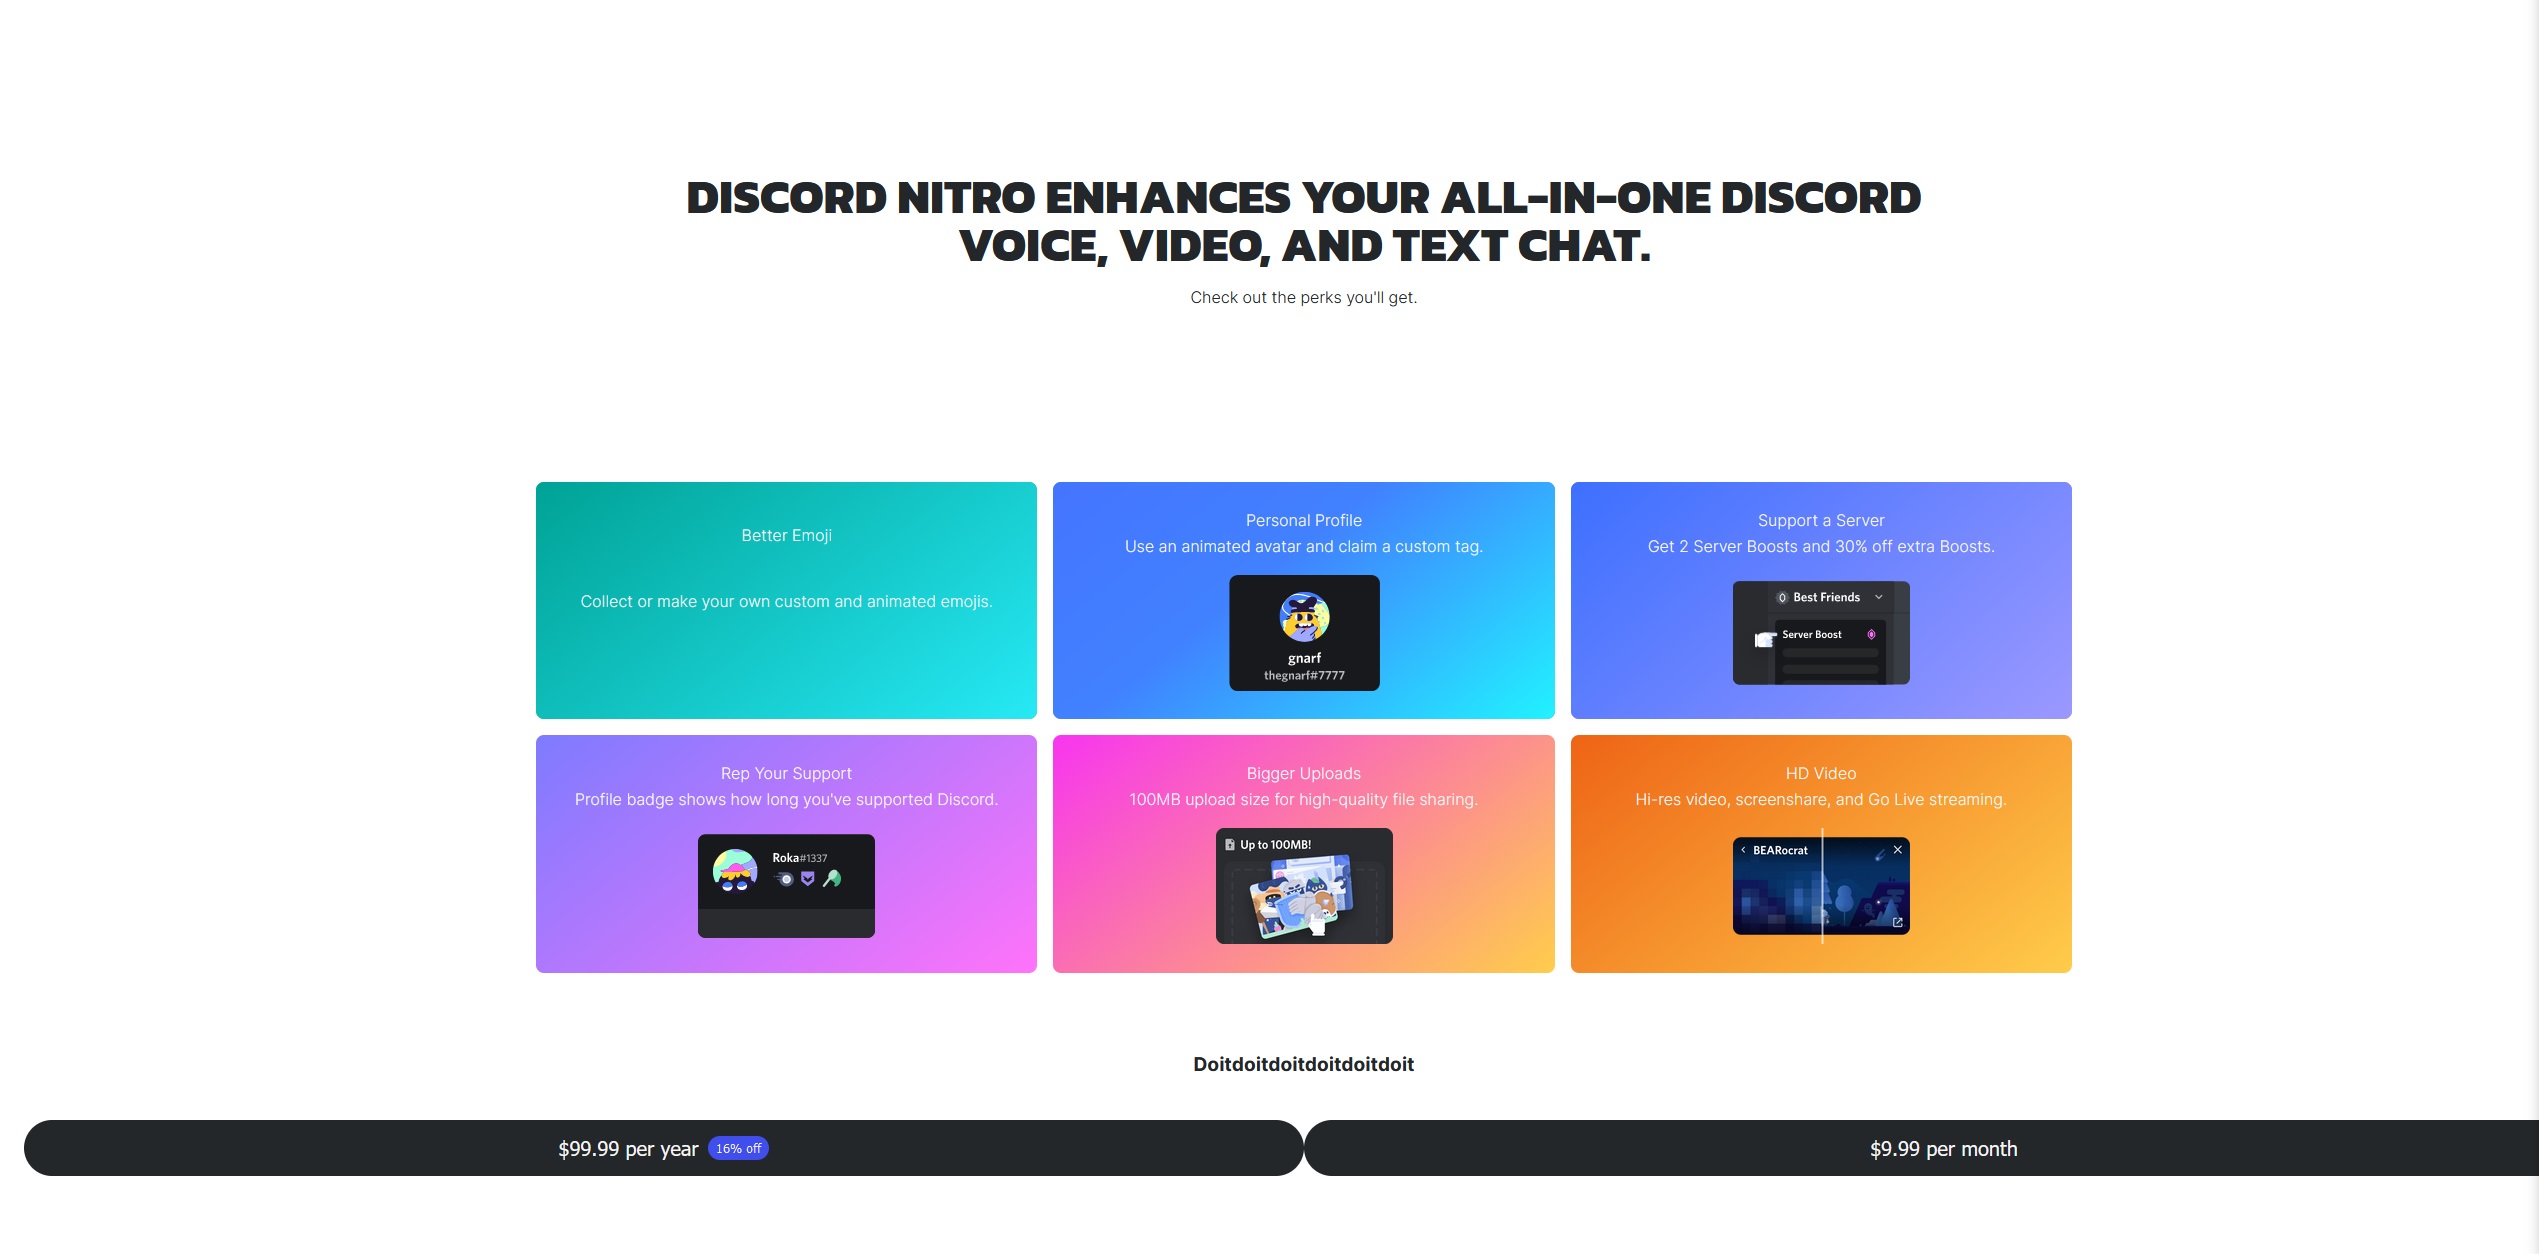 DISCORD NITRO ENHANCES YOUR ALL-IN-ONE DISCORD
VOICE, VIDEO, AND TEXT CHAT.
Check out the perks you'll get.
Better Emoji
Collect or make your own custom and animated emojis.
Personal Profile
Use an animated avatar and claim a custom tag.
gnarf
thegnarf#7777
Support a Server
Get 2 Server Boosts and 30% off extra Boosts.
Best Friends
Server Boost
Rep Your Support
Profile badge shows how long you've supported Discord.
Roka#1337
Bigger Uploads
100MB upload size for high-quality file sharing.
Up to 100MB!
HD Video
Hi-res video, screenshare, and Go Live streaming.
BEARocrat
Doitdoitdoitdoitdoitdoit
$99.99 per year 16% off
$9.99 per month